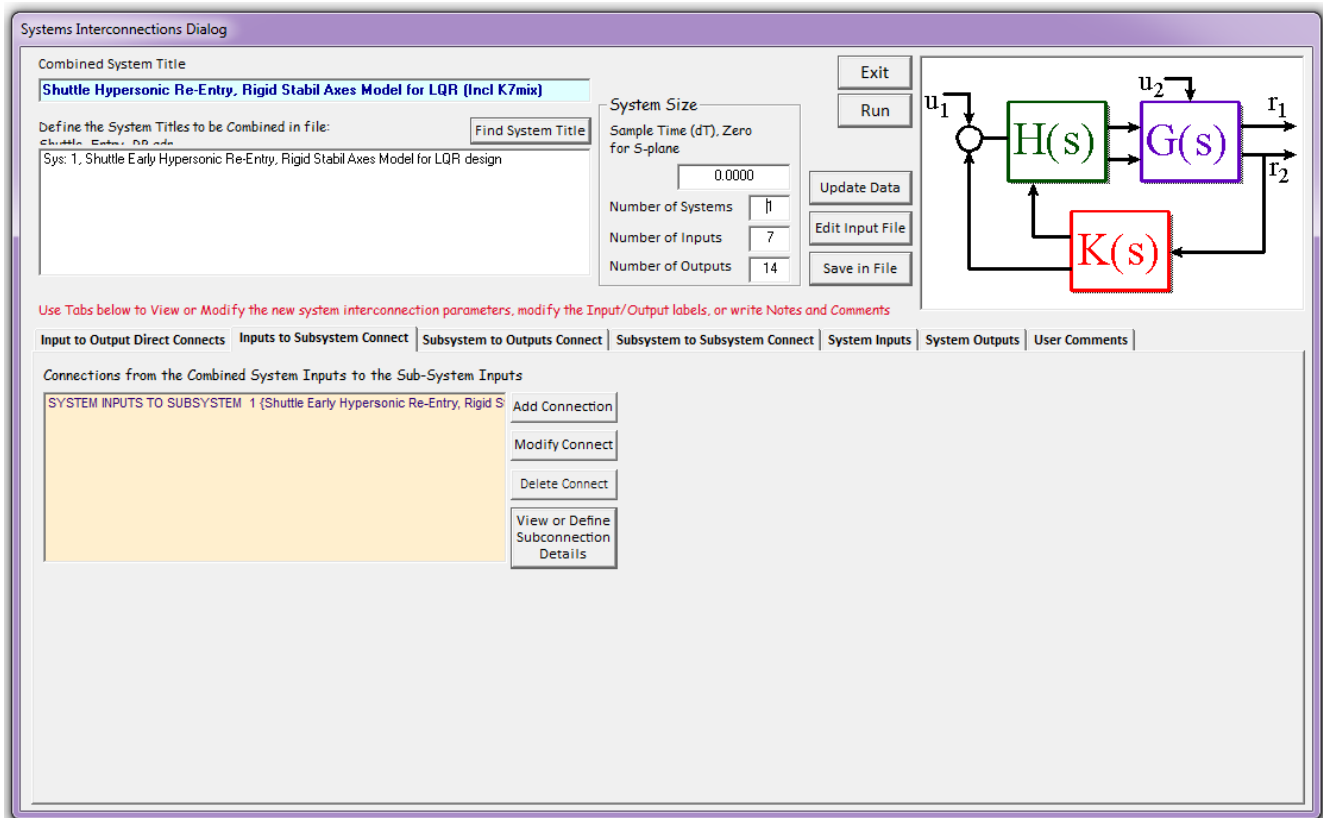 Systems Interconnections Dialog
Combined System Title
Shuttle Hypersonic Re-Entry, Rigid Stabil Axes Model for LQR (Incl K7mix)
Define the System Titles to be Combined in file:
Find System Title
Sys: 1, Shuttle Early Hypersonic Re-Entry, Rigid Stabil Axes Model for LQR design
System Size
Sample Time (dT), Zero
for S-plane
0.0000
Number of Systems 1
Number of Inputs 7
Number of Outputs 14
Exit
Run
Update Data
Edit Input File
Save in File
u1
u2
r1
H(s)
G(s)
r2
K(s)
Use Tabs below to View or Modify the new system interconnection parameters, modify the Input/Output labels, or write Notes and Comments
Input to Output Direct Connects
Inputs to Subsystem Connect
Subsystem to Outputs Connect
Subsystem to Subsystem Connect
System Inputs
System Outputs
User Comments
Connections from the Combined System Inputs to the Sub-System Inputs
SYSTEM INPUTS TO SUBSYSTEM 1 {Shuttle Early Hypersonic Re-Entry, Rigid S
Add Connection
Modify Connect
Delete Connect
View or Define
Subconnection
Details